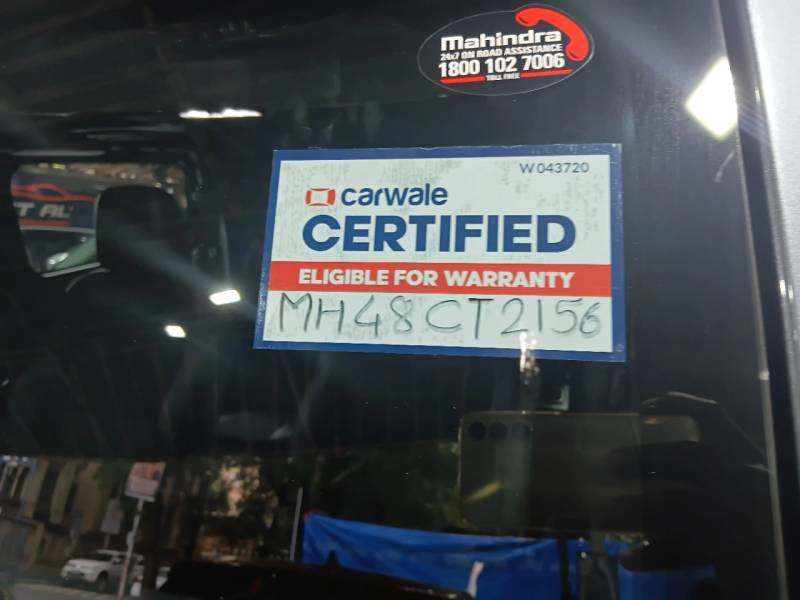 Mahindra
24x7 ON ROAD ASSISTANCE
1800 102 7006
TOLL FREE
W043720
carwale
CERTIFIED
ELIGIBLE FOR WARRANTY
MH48CT2156